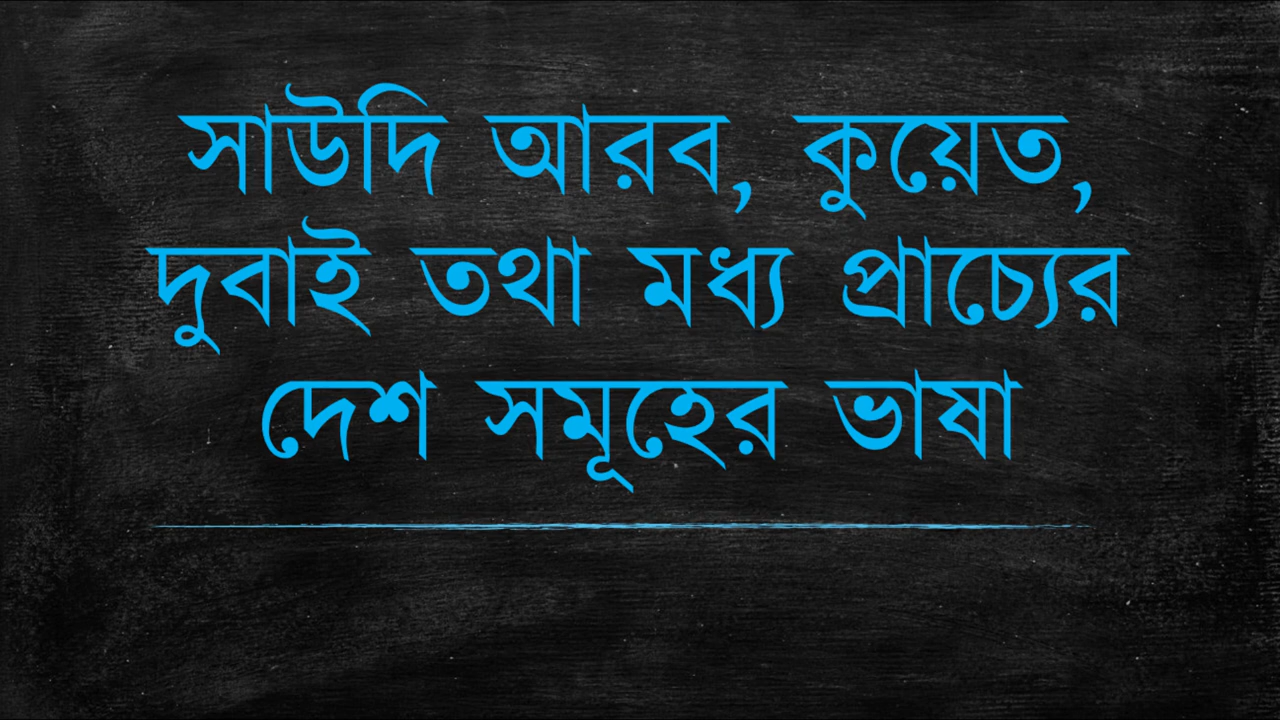 সাউদি আরব, কুয়েত,
দুবাই তথা মধ্য প্রাচ্যের
দেশ সমূহের ভাষা